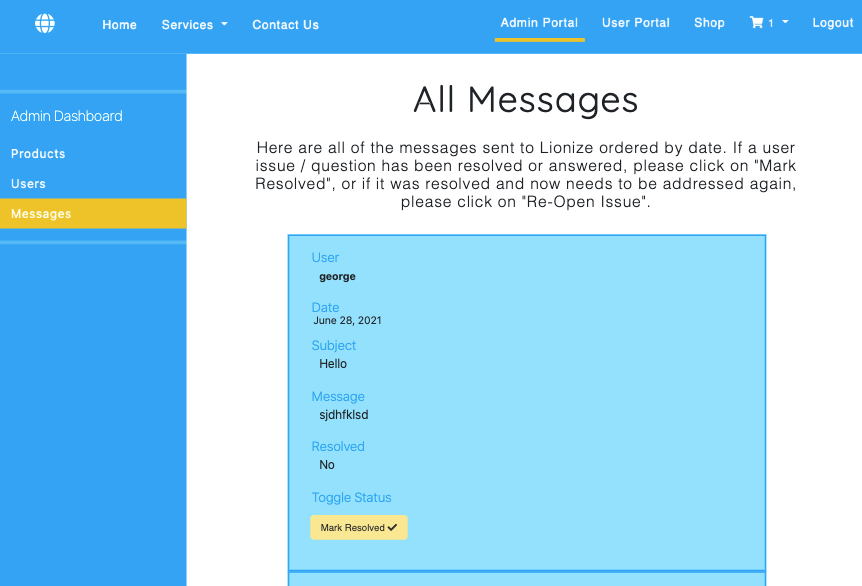 Home Services Contact Us Admin Portal User Portal Shop 1 Logout
Admin Dashboard
Products
Users
Messages
All Messages
Here are all of the messages sent to Lionize ordered by date. If a user
issue / question has been resolved or answered, please click on "Mark
Resolved", or if it was resolved and now needs to be addressed again,
please click on "Re-Open Issue".
User
george
Date
June 28, 2021
Subject
Hello
Message
sjdhfklsd
Resolved
No
Toggle Status
Mark Resolved